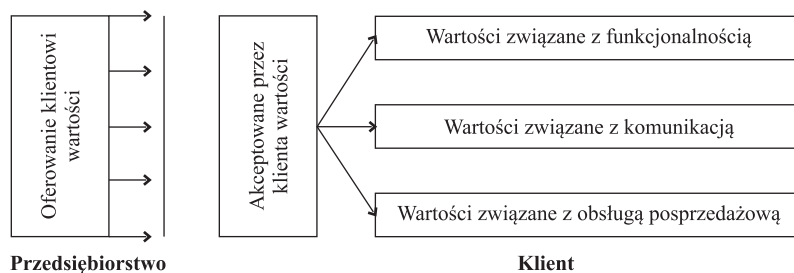 Oferowanie klientowi
wartości
Akceptowane przez
klienta wartości
Wartości związane z funkcjonalnością
Wartości związane z komunikacją
Wartości związane z obsługą posprzedażową
Przedsiębiorstwo
Klient